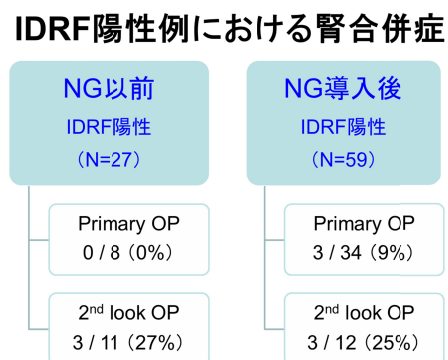 IDRF陽性例における腎合併症
NG以前
IDRF陽性
（N=27）
Primary OP
0 / 8（0%）
2nd look OP
3 / 11（27%）
NG導入後
IDRF陽性
（N=59）
Primary OP
3 / 34（9%）
2nd look OP
3 / 12（25%）